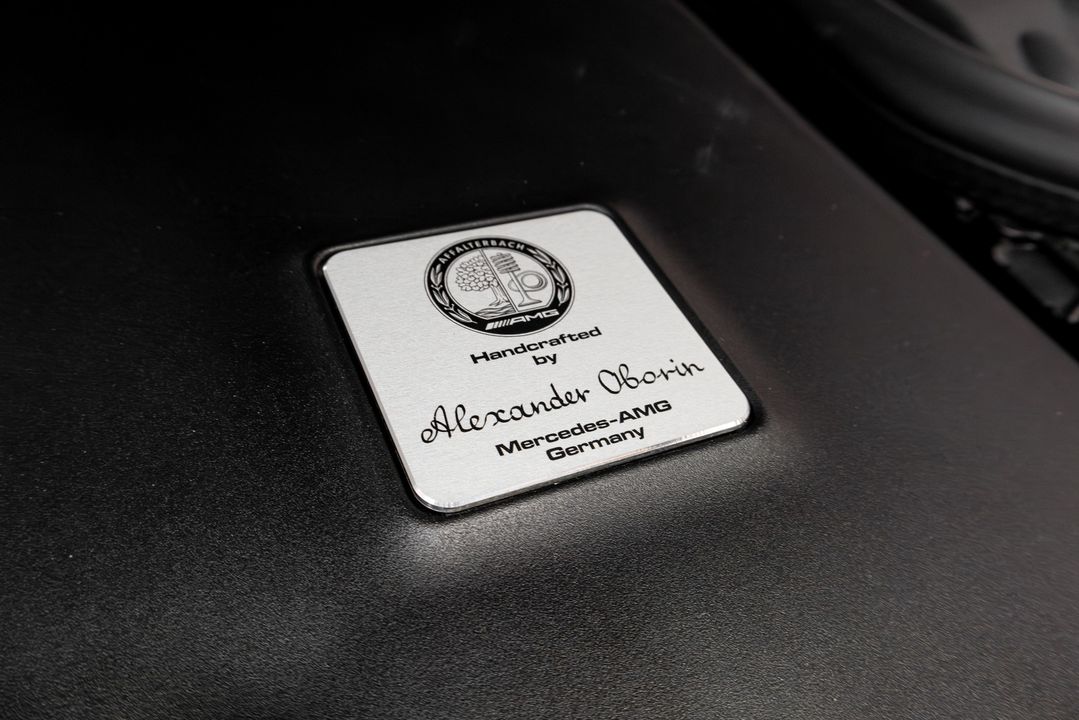 AFFALTERBACH
AMG
Handcrafted
by
Alexander Oborin
Mercedes-AMG
Germany